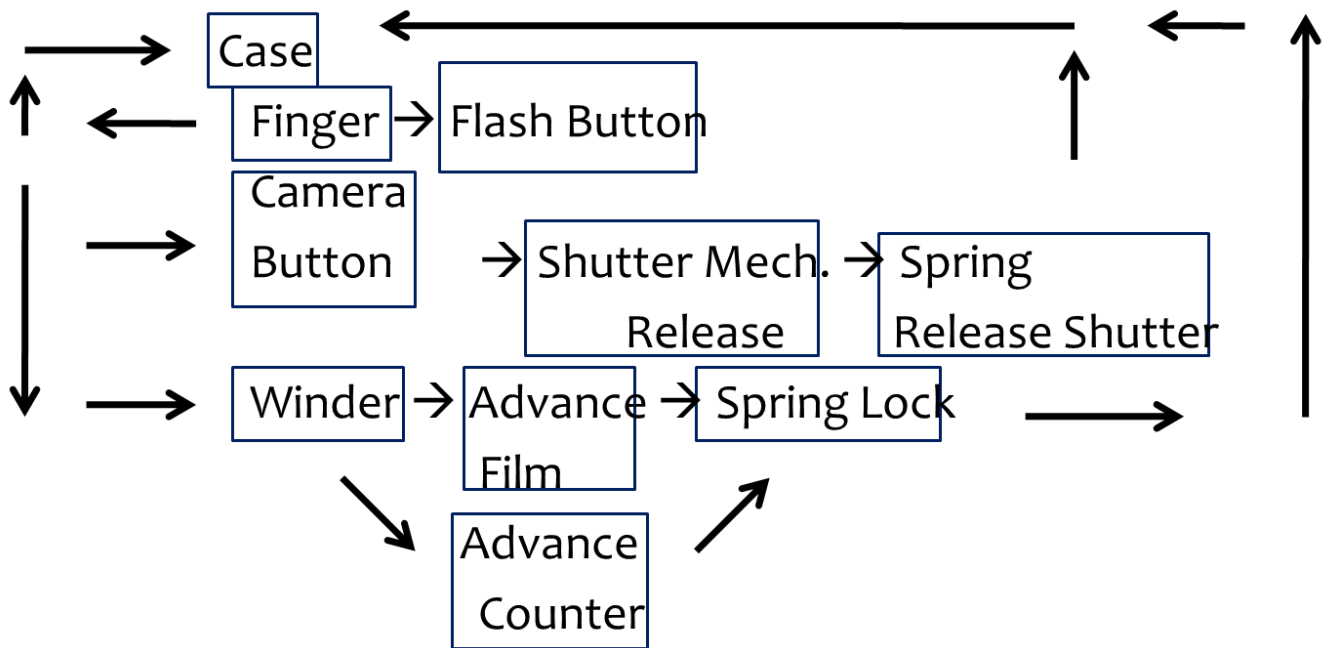 Case
Finger → Flash Button
Camera
Button → Shutter Mech. → Spring
Release Release Shutter
Winder → Advance → Spring Lock
Film
Advance
Counter